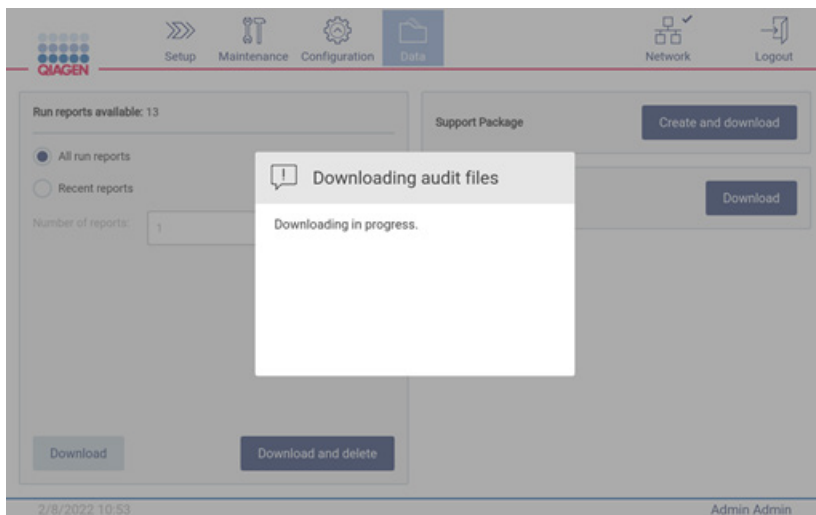 QIAGEN
Setup
Maintenance
Configuration
Data
Network
Logout
Run reports available: 13
All run reports
Recent reports
Number of reports:
1
Download
Download and delete
Support Package
Create and download
Download
Downloading audit files
Downloading in progress.
2/8/2022 10:53
Admin Admin